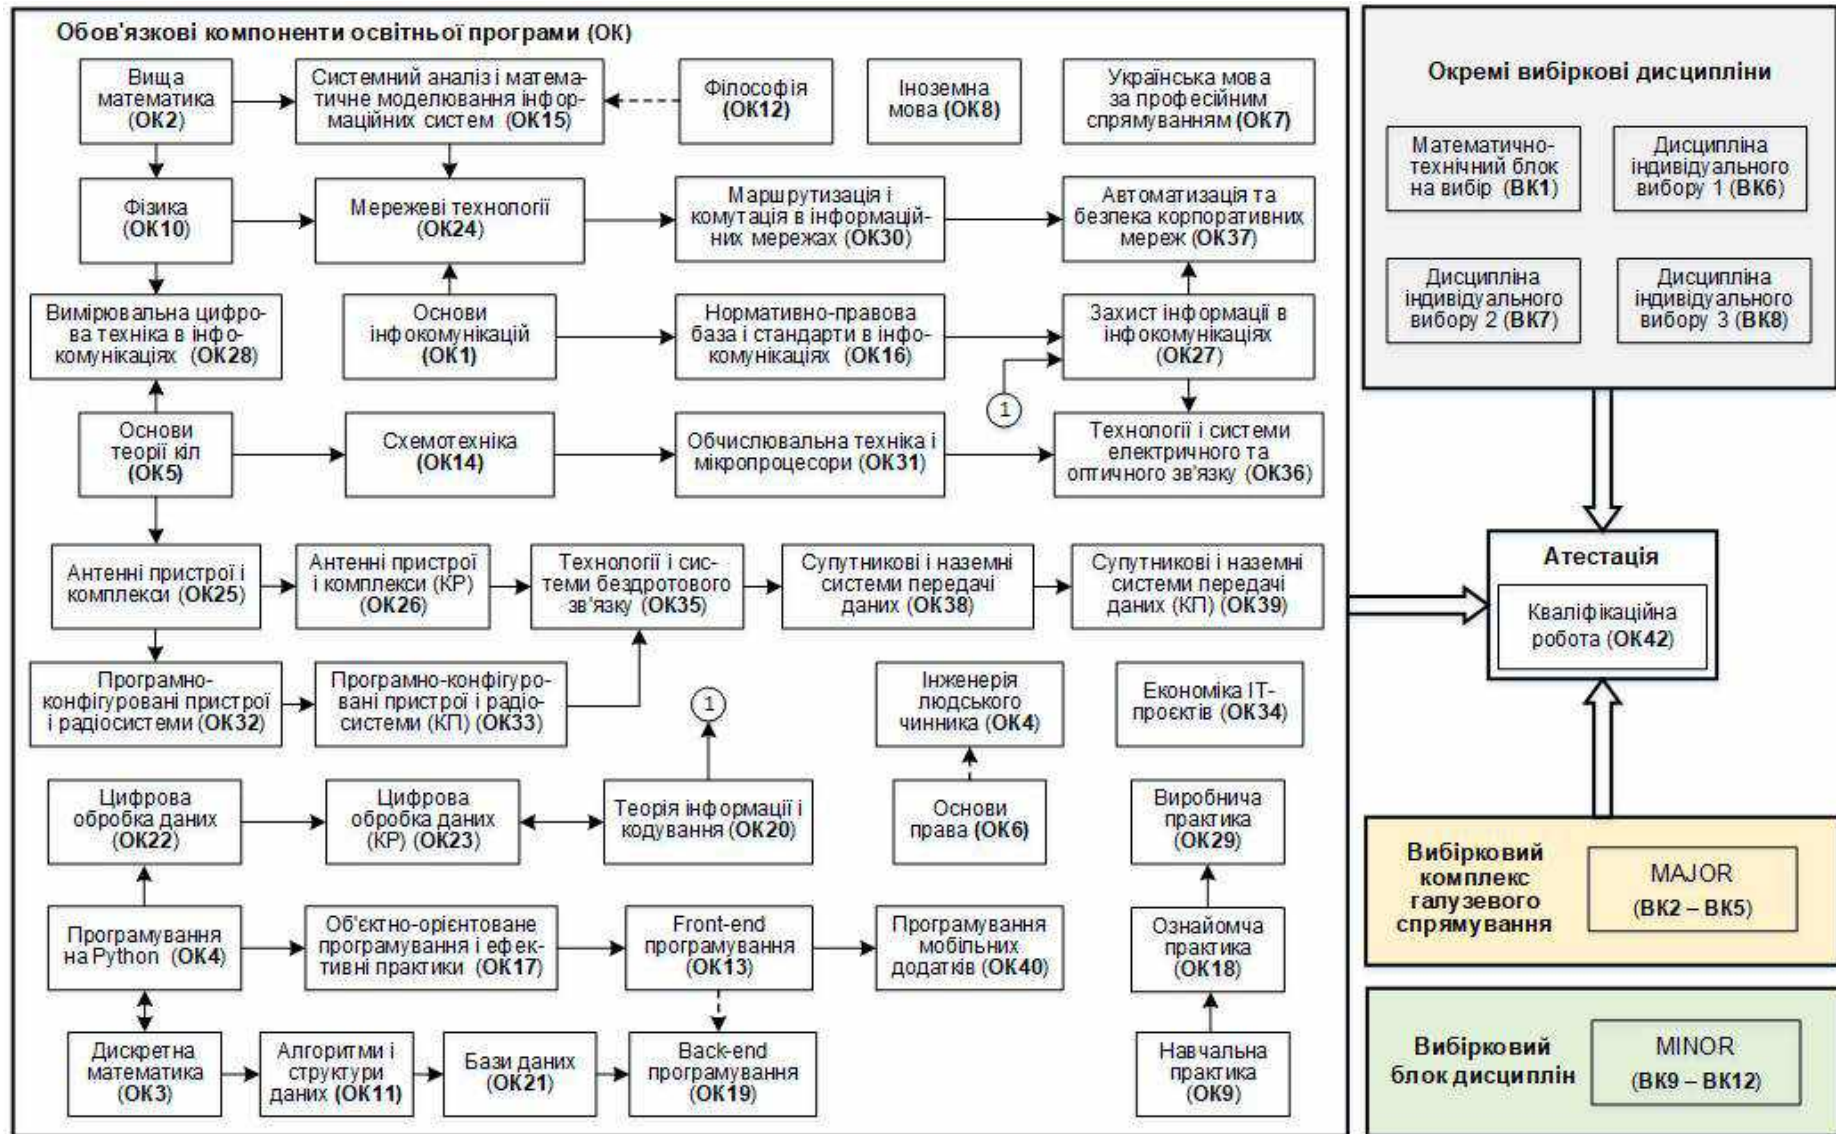 Обов'язкові компоненти освітньої програми (ОК)
Вища
математика
(ОК2)
Системний аналіз і матема-
тичне моделювання інфор-
маційних систем (ОК15)
Філософія
(ОК12)
Іноземна
мова (ОК8)
Українська мова
за професійним
спрямуванням (ОК7)
Фізика
(ОК10)
Мережеві технології
(ОК24)
Маршрутизація і
комутація в інформацій-
них мережах (ОК30)
Автоматизація та
безпека корпоративних
мереж (ОК37)
Вимірювальна цифро-
ва техніка в інфо-
комунікаціях (ОК28)
Основи
інфокомунікацій
(ОК1)
Нормативно-правова
база і стандарти в інфо-
комунікаціях (ОК16)
Захист інформації в
інфокомунікаціях
(ОК27)
1
Основи
теорії кіл
(ОК5)
Схемотехніка
(ОК14)
Обчислювальна техніка і
мікропроцесори (ОК31)
Технології і системи
електричного та
оптичного зв'язку (ОК36)
Антенні пристрої і
комплекси (ОК25)
Антенні пристрої
і комплекси (КР)
(ОК26)
Технології і сис-
теми бездротового
зв'язку (ОК35)
Супутникові і наземні
системи передачі
даних (ОК38)
Супутникові і наземні
системи передачі
даних (КП) (ОК39)
Програмно-
конфігуровані пристрої
і радіосистеми (ОК32)
Програмно-конфігуро-
вані пристрої і радіо-
системи (КП) (ОК33)
1
Інженерія
людського
чинника (ОК4)
Економіка ІТ-
проєктів (ОК34)
Цифрова
обробка даних
(ОК22)
Цифрова
обробка даних
(КР) (ОК23)
Теорія інформації і
кодування (ОК20)
Основи
права (ОК6)
Виробнича
практика
(ОК29)
Програмування
на Python (ОК4)
Об'єктно-орієнтоване
програмування і ефек-
тивні практики (ОК17)
Front-end
програмування
(ОК13)
Програмування
мобільних
додатків (ОК40)
Ознайомча
практика
(ОК18)
Дискретна
математика
(ОК3)
Алгоритми і
структури
даних (ОК11)
Бази даних
(ОК21)
Back-end
програмування
(ОК19)
Навчальна
практика
(ОК9)
Окремі вибіркові дисципліни
Математично-
технічний блок
на вибір (ВК1)
Дисципліна
індивідуального
вибору 1 (ВК6)
Дисципліна
індивідуального
вибору 2 (ВК7)
Дисципліна
індивідуального
вибору 3 (ВК8)
Атестація
Кваліфікаційна
робота (ОК42)
Вибірковий
комплекс
галузевого
спрямування
MAJOR
(ВК2 – ВК5)
Вибірковий
блок дисциплін
MINOR
(ВК9 – ВК12)